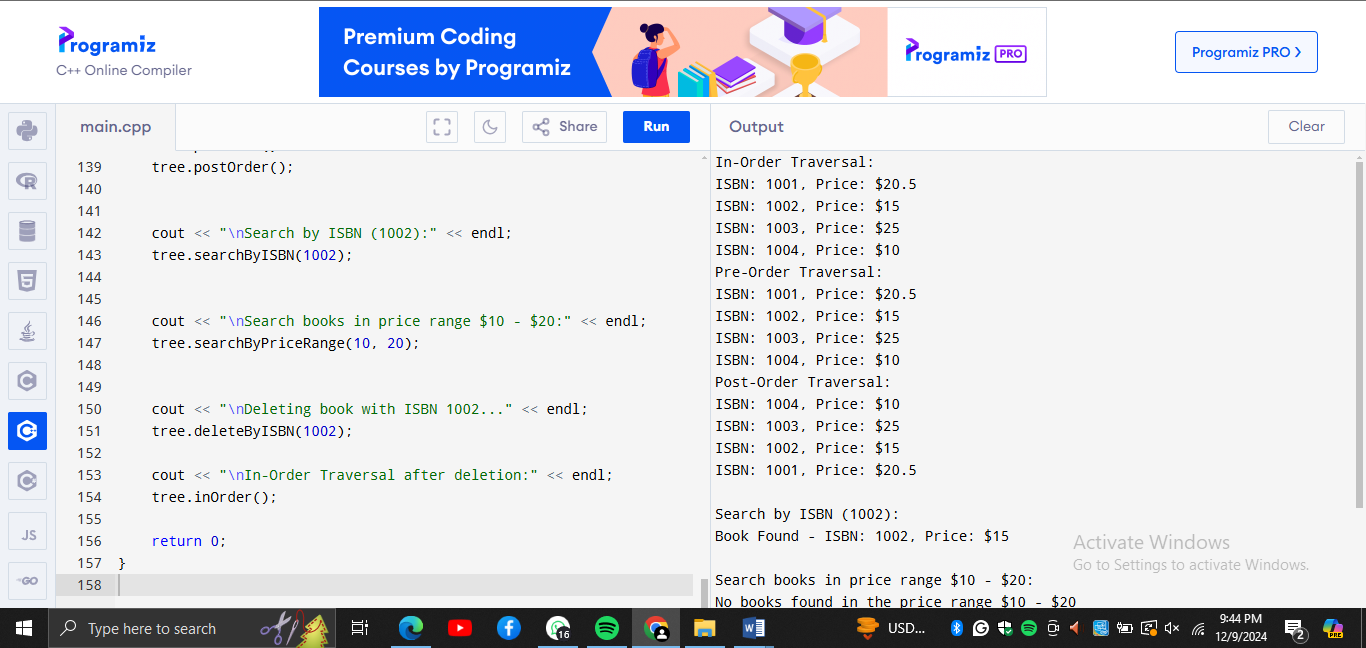 Programiz
C++ Online Compiler
Premium Coding
Courses by Programiz
Programiz PRO
Programiz PRO >
main.cpp
Share
Run
Output
Clear
139 tree.postOrder();
140
141
142 cout << "\nSearch by ISBN (1002):" << endl;
143 tree.searchByISBN(1002);
144
145
146 cout << "\nSearch books in price range $10 - $20:" << endl;
147 tree.searchByPriceRange(10, 20);
148
149
150 cout << "\nDeleting book with ISBN 1002..." << endl;
151 tree.deleteByISBN(1002);
152
153 cout << "\nIn-Order Traversal after deletion:" << endl;
154 tree.inOrder();
155
156 return 0;
157 }
158
In-Order Traversal:
ISBN: 1001, Price: $20.5
ISBN: 1002, Price: $15
ISBN: 1003, Price: $25
ISBN: 1004, Price: $10
Pre-Order Traversal:
ISBN: 1001, Price: $20.5
ISBN: 1002, Price: $15
ISBN: 1003, Price: $25
ISBN: 1004, Price: $10
Post-Order Traversal:
ISBN: 1004, Price: $10
ISBN: 1003, Price: $25
ISBN: 1002, Price: $15
ISBN: 1001, Price: $20.5
Search by ISBN (1002):
Book Found - ISBN: 1002, Price: $15
Search books in price range $10 - $20:
No books found in the price range $10 - $20
JS
GO
Activate Windows
Go to Settings to activate Windows.
Type here to search
16
USD...
9:44 PM
12/9/2024
2
PRE